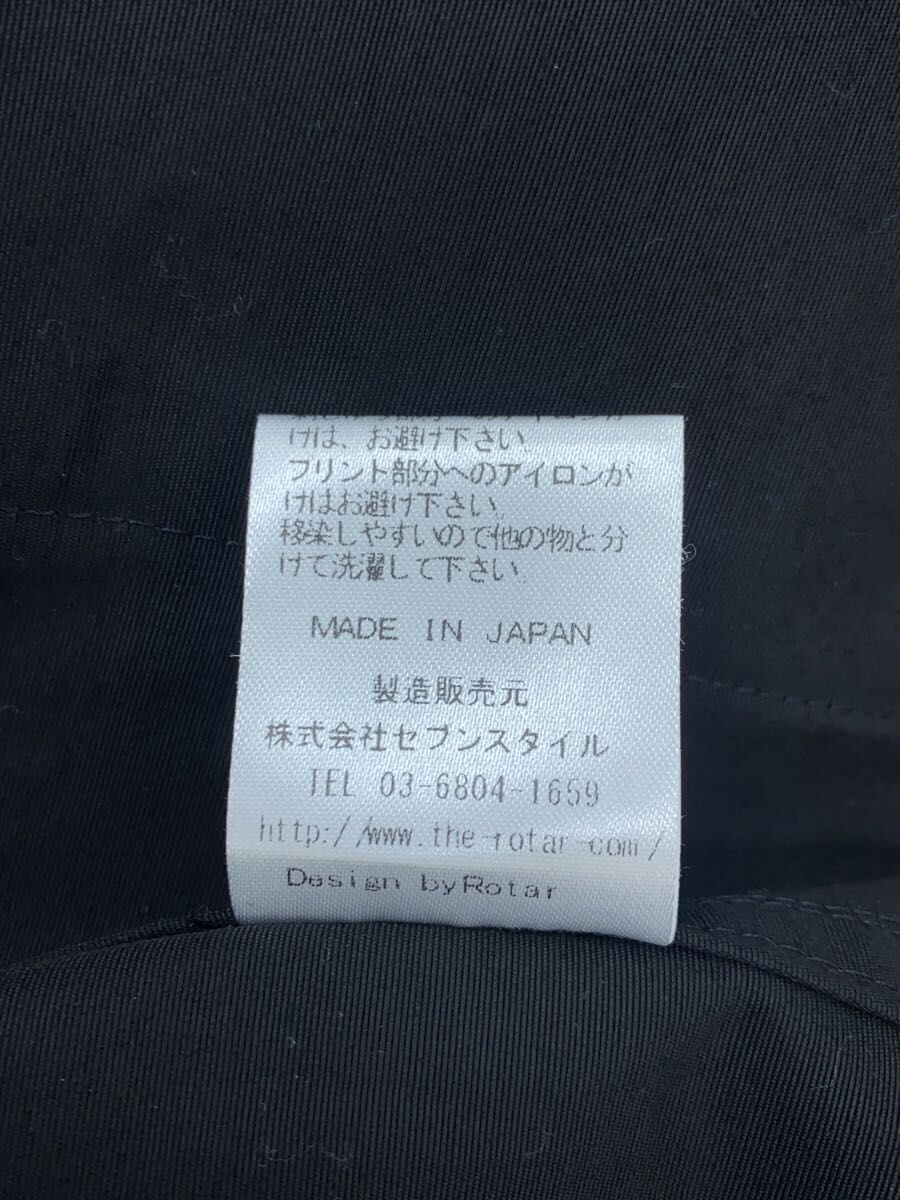 けは、お避け下さい。
プリント部分へのアイロンが
けはお避け下さい。
移染しやすいので他の物と分
けて洗濯して下さい。
MADE IN JAPAN
製造販売元
株式会社セブンスタイル
TEL 03-6804-1659
http://www.the-rotar-com/
Design byRotar